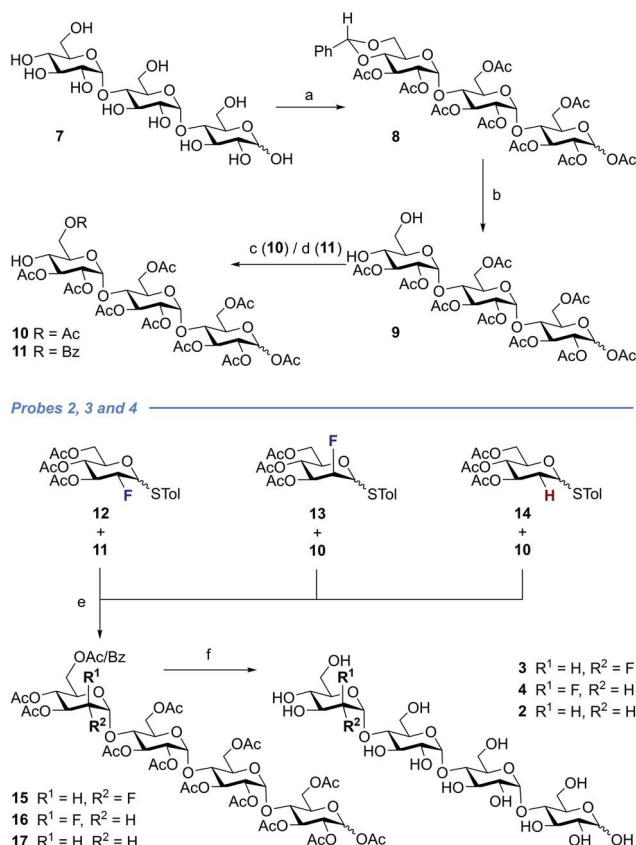 OH
HO O
HO
HO
O
OH
O
HO
OH
O
OH
O
HO
OH
OH
7
a
H
Ph
O
O
O
AcO
AcO
O
OAc
O
AcO
AcO
O
OAc
O
AcO
AcO
OAc
8
b
OR
HO
O
AcO
AcO
O
OAc
O
AcO
AcO
O
OAc
O
AcO
AcO
OAc
10 R = Ac
11 R = Bz
c (10) / d (11)
OH
HO
O
AcO
AcO
O
OAc
O
AcO
AcO
O
OAc
O
AcO
AcO
OAc
9
Probes 2, 3 and 4
AcO
AcO
AcO
O
F
STol
12
+
11
AcO
AcO
AcO
F
O
STol
13
+
10
AcO
AcO
AcO
O
H
STol
14
+
10
e
OAc/Bz
R1
AcO
AcO
O
R2
O
OAc
O
AcO
AcO
O
OAc
O
AcO
AcO
O
OAc
O
AcO
AcO
OAc
15 R1 = H, R2 = F
16 R1 = F, R2 = H
17 R1 = H, R2 = H
f
OH
R1
HO
HO
O
R2
O
OH
O
HO
OH
O
OH
O
HO
OH
O
OH
O
HO
OH
OH
3 R1 = H, R2 = F
4 R1 = F, R2 = H
2 R1 = H, R2 = H